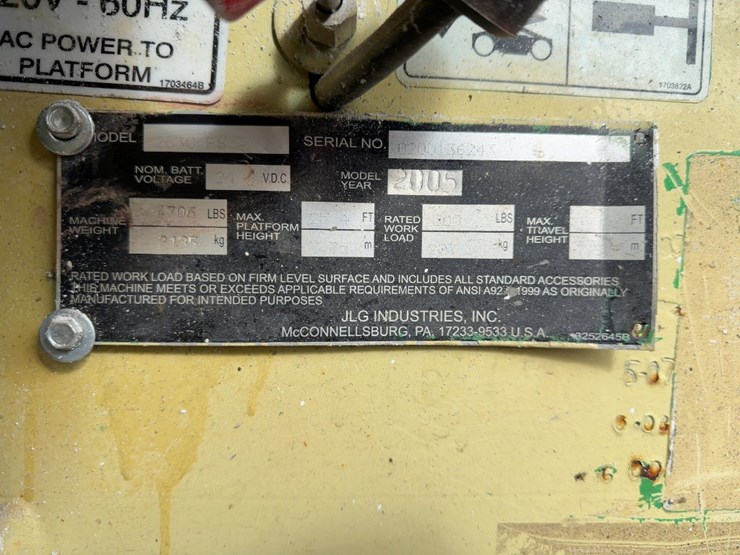 20V - 60Hz
AC POWER TO
PLATFORM 1703464B
1703872A
MODEL SERIAL NO. 0200136243
NOM. BATT.
VOLTAGE V.D.C. MODEL
YEAR 2005
MACHINE
WEIGHT LBS
kg
MAX.
PLATFORM
HEIGHT FT
m
RATED
WORK
LOAD LBS
kg
MAX.
TRAVEL
HEIGHT FT
m
RATED WORK LOAD BASED ON FIRM LEVEL SURFACE AND INCLUDES ALL STANDARD ACCESSORIES
THIS MACHINE MEETS OR EXCEEDS APPLICABLE REQUIREMENTS OF ANSI 1999 AS ORIGINALLY
MANUFACTURED FOR INTENDED PURPOSES
JLG INDUSTRIES, INC.
McCONNELLSBURG, PA. 17233-9533 U.S.A. 3252645B